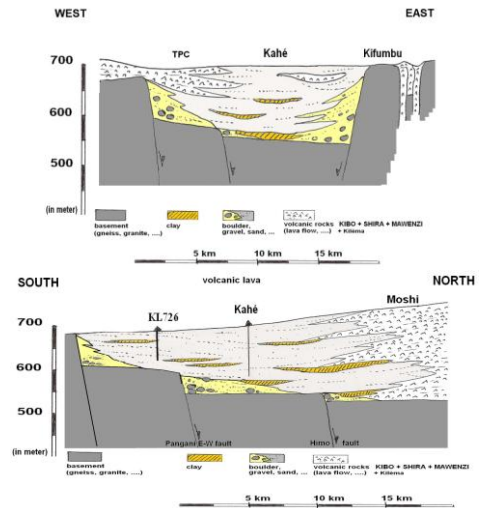 WEST EAST
TPC Kahé Kifumbu
700
600
500
(in meter)
basement clay boulder, volcanic rocks KIBO + SHIRA + MAWENZI
(gneiss, granite, ....) gravel, sand, ... (lava flow, ....) + Kilema
5 km 10 km 15 km
volcanic lava
SOUTH NORTH
Moshi
KL726 Kahé
700
600
500
(in meter)
Pangani E-W fault Himo fault
basement clay boulder, volcanic rocks KIBO + SHIRA + MAWENZI
(gneiss, granite, ....) gravel, sand, ... (lava flow, ....) + Kilema
5 km 10 km 15 km